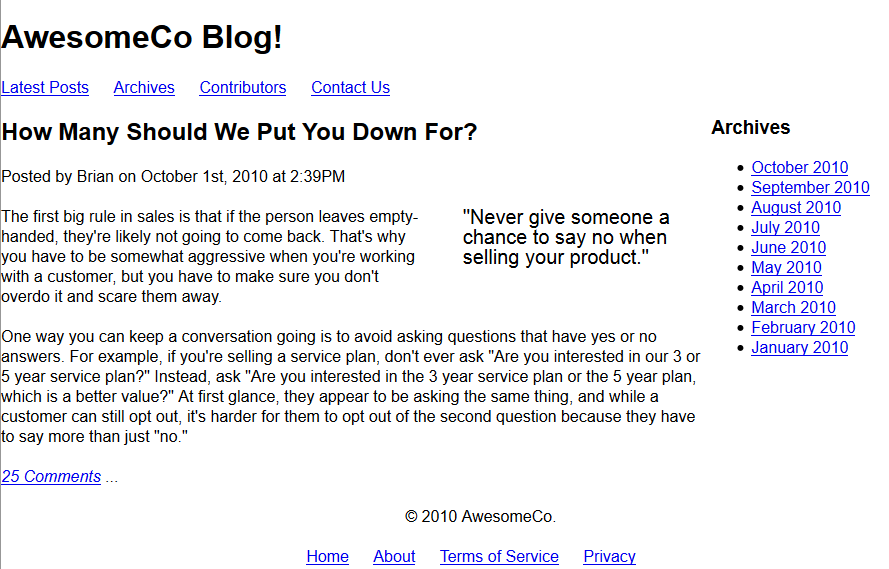 AwesomeCo Blog!
Latest Posts Archives Contributors Contact Us
How Many Should We Put You Down For?
Posted by Brian on October 1st, 2010 at 2:39PM
The first big rule in sales is that if the person leaves empty-
handed, they're likely not going to come back. That's why
you have to be somewhat aggressive when you're working
with a customer, but you have to make sure you don't
overdo it and scare them away.
"Never give someone a
chance to say no when
selling your product."
One way you can keep a conversation going is to avoid asking questions that have yes or no
answers. For example, if you're selling a service plan, don't ever ask "Are you interested in our 3 or
5 year service plan?" Instead, ask "Are you interested in the 3 year service plan or the 5 year plan,
which is a better value?" At first glance, they appear to be asking the same thing, and while a
customer can still opt out, it's harder for them to opt out of the second question because they have
to say more than just "no."
25 Comments ...
Archives
October 2010
September 2010
August 2010
July 2010
June 2010
May 2010
April 2010
March 2010
February 2010
January 2010
© 2010 AwesomeCo.
Home About Terms of Service Privacy